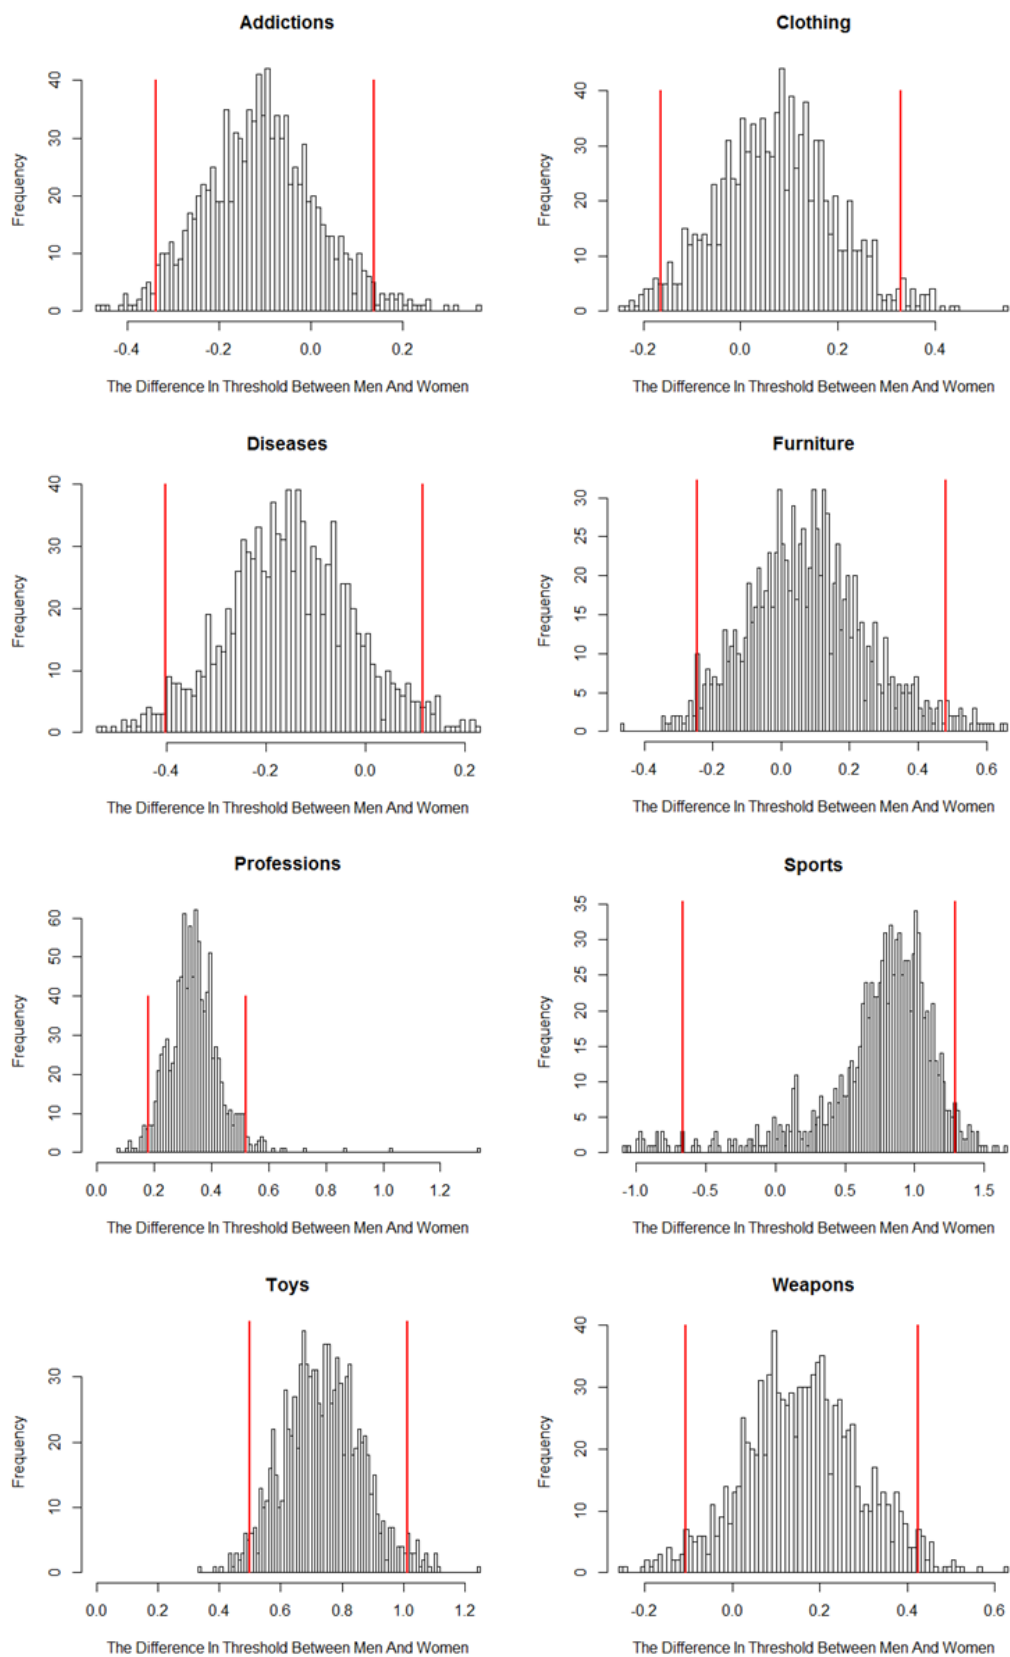 Addictions
Frequency
0 10 20 30 40
-0.4 -0.2 0.0 0.2
The Difference In Threshold Between Men And Women
Clothing
Frequency
0 10 20 30 40
-0.2 0.0 0.2 0.4
The Difference In Threshold Between Men And Women
Diseases
Frequency
0 10 20 30 40
-0.4 -0.2 0.0 0.2
The Difference In Threshold Between Men And Women
Furniture
Frequency
0 5 10 15 20 25 30
-0.4 -0.2 0.0 0.2 0.4 0.6
The Difference In Threshold Between Men And Women
Professions
Frequency
0 10 20 30 40 50 60
0.0 0.2 0.4 0.6 0.8 1.0 1.2
The Difference In Threshold Between Men And Women
Sports
Frequency
0 5 10 15 20 25 30 35
-1.0 -0.5 0.0 0.5 1.0 1.5
The Difference In Threshold Between Men And Women
Toys
Frequency
0 10 20 30
0.0 0.2 0.4 0.6 0.8 1.0 1.2
The Difference In Threshold Between Men And Women
Weapons
Frequency
0 10 20 30 40
-0.2 0.0 0.2 0.4 0.6
The Difference In Threshold Between Men And Women